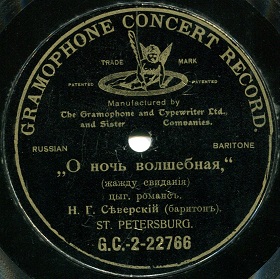 GRAMOPHONE CONCERT RECORD.
TRADE MARK
PATENTED PATENTED
Manufactured by
The Gramophone and Typewriter Ltd.,
and Sister Companies.
RUSSIAN BARITONE
„О ночь волшебная,“
(жажду свиданія)
цыг. романсъ.
Н. Г. Сѣверскій (баритонъ).
ST. PETERSBURG.
G.C.-2-22766